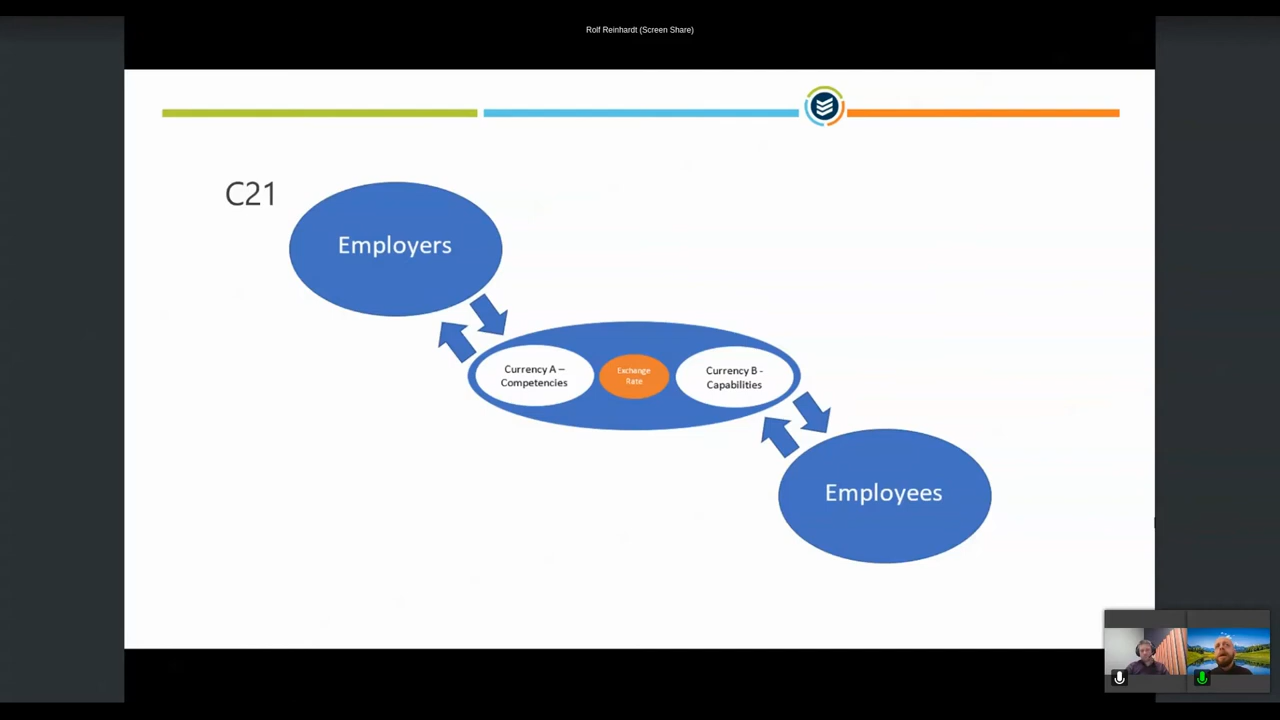 Rolf Reinhardt (Screen Share)
C21
Employers
Currency A –
Competencies
Exchange
Rate
Currency B -
Capabilities
Employees